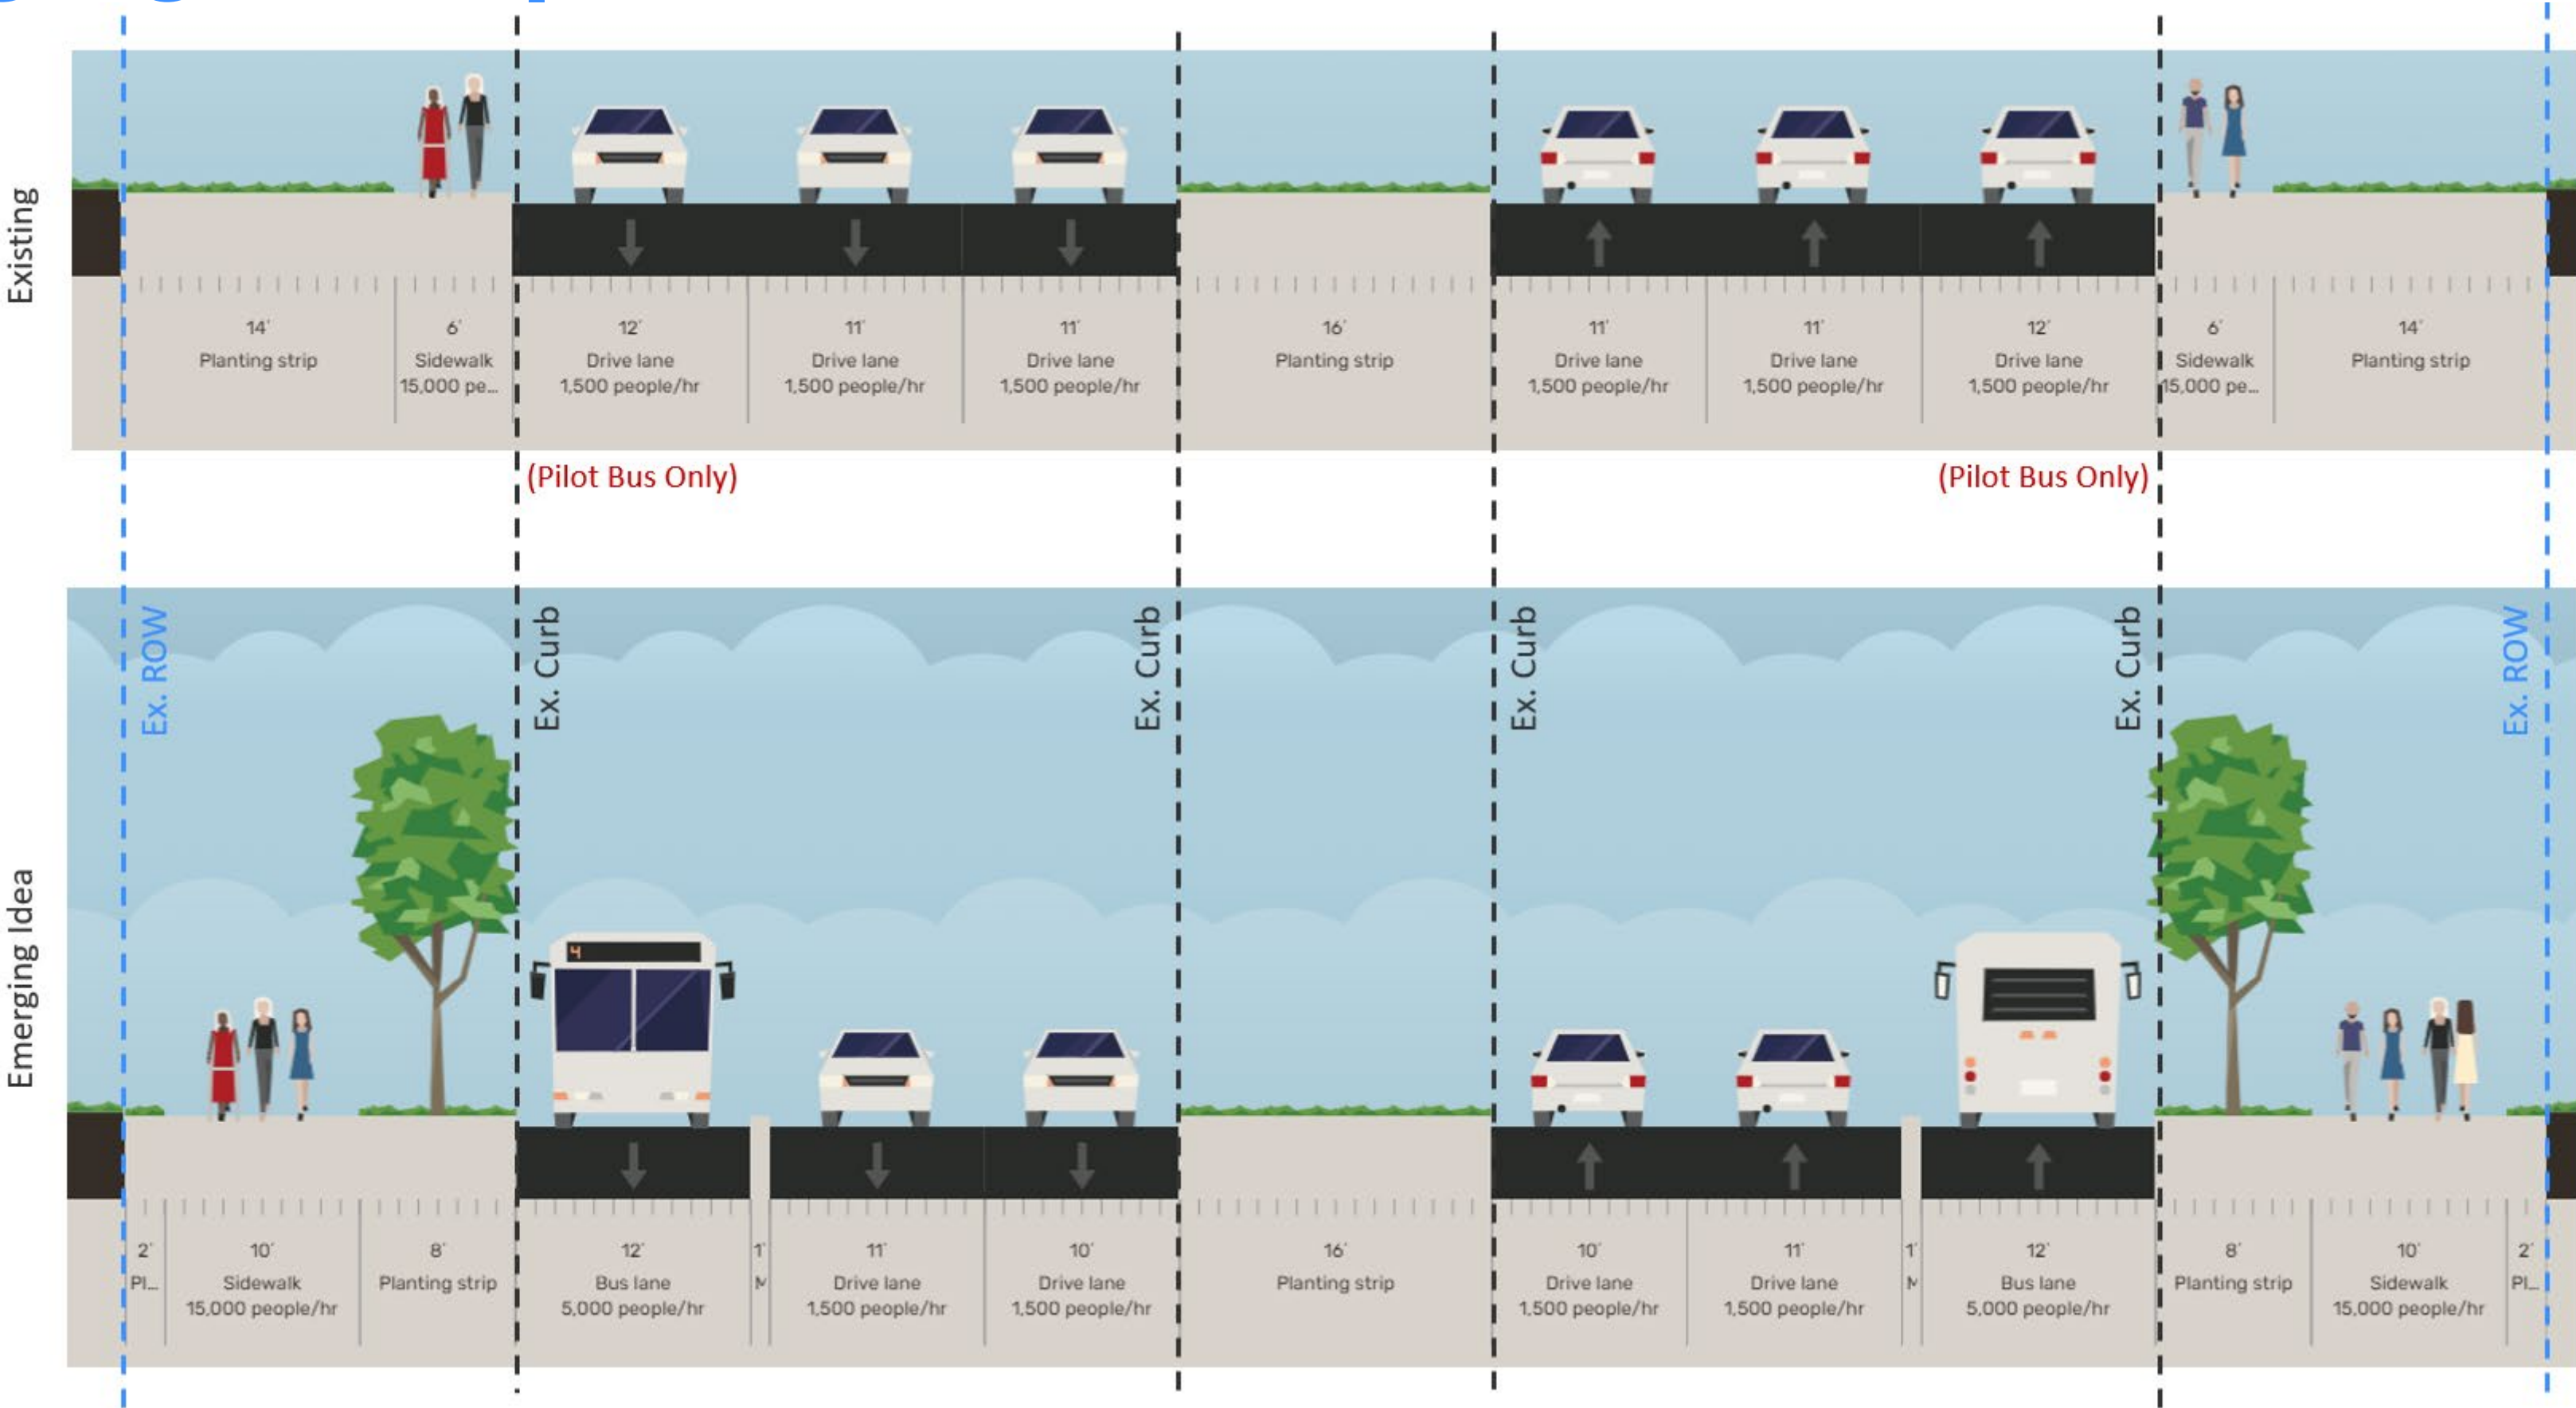 Existing
14'
Planting strip
6'
Sidewalk
15,000 pe...
12'
Drive lane
1,500 people/hr
11'
Drive lane
1,500 people/hr
11'
Drive lane
1,500 people/hr
16'
Planting strip
11'
Drive lane
1,500 people/hr
11'
Drive lane
1,500 people/hr
12'
Drive lane
1,500 people/hr
6'
Sidewalk
15,000 pe...
14'
Planting strip
(Pilot Bus Only)
(Pilot Bus Only)
Emerging Idea
Ex. ROW
Ex. Curb
Ex. Curb
Ex. Curb
Ex. Curb
Ex. ROW
4
2'
Pl...
10'
Sidewalk
15,000 people/hr
8'
Planting strip
12'
Bus lane
5,000 people/hr
1'
M
11'
Drive lane
1,500 people/hr
10'
Drive lane
1,500 people/hr
16'
Planting strip
10'
Drive lane
1,500 people/hr
11'
Drive lane
1,500 people/hr
1'
M
12'
Bus lane
5,000 people/hr
8'
Planting strip
10'
Sidewalk
15,000 people/hr
2'
Pl...